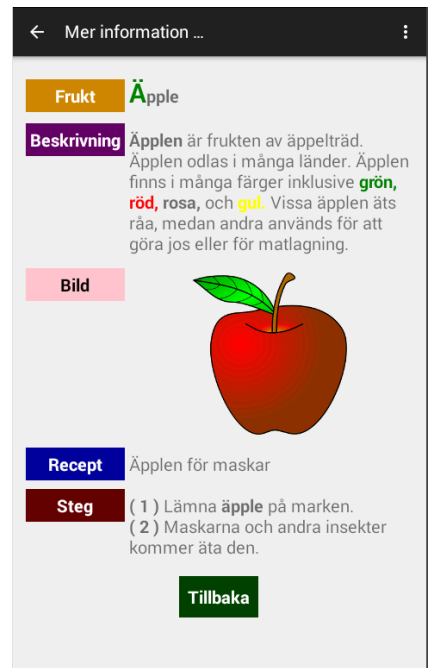 Mer information ...
Frukt Äpple
Beskrivning Äpplen är frukten av äppelträd.
Äpplen odlas i många länder. Äpplen
finns i många färger inklusive grön,
röd, rosa, och gul. Vissa äpplen äts
råa, medan andra används för att
göra jos eller för matlagning.
Bild
Recept Äpplen för maskar
Steg ( 1 ) Lämna äpple på marken.
( 2 ) Maskarna och andra insekter
kommer äta den.
Tillbaka